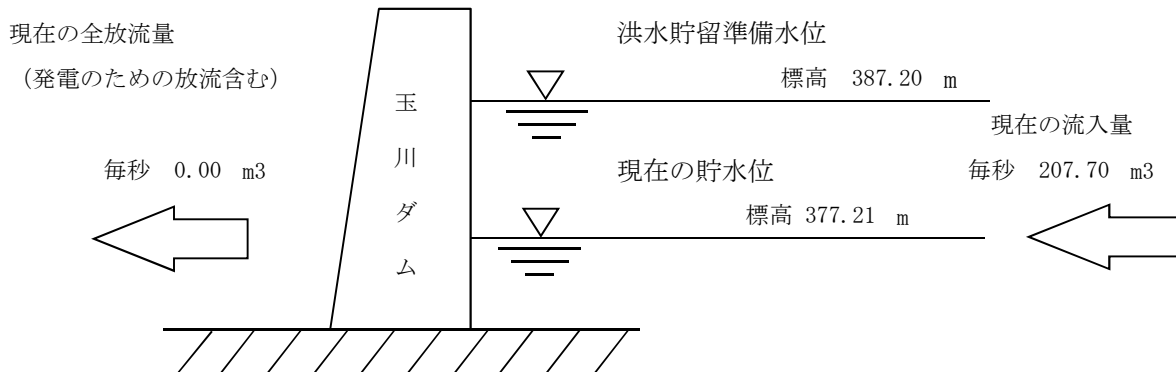 現在の全放流量
（発電のための放流含む）
毎秒 0.00 m3
玉川ダム
洪水貯留準備水位
標高 387.20 m
現在の貯水位
標高 377.21 m
現在の流入量
毎秒 207.70 m3